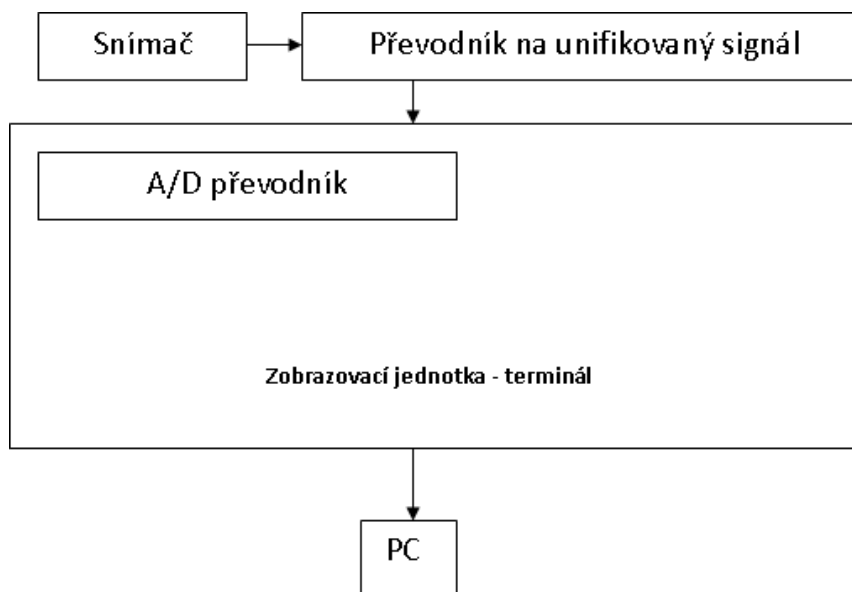 Snímač
Převodník na unifikovaný signál
A/D převodník
Zobrazovací jednotka - terminál
PC